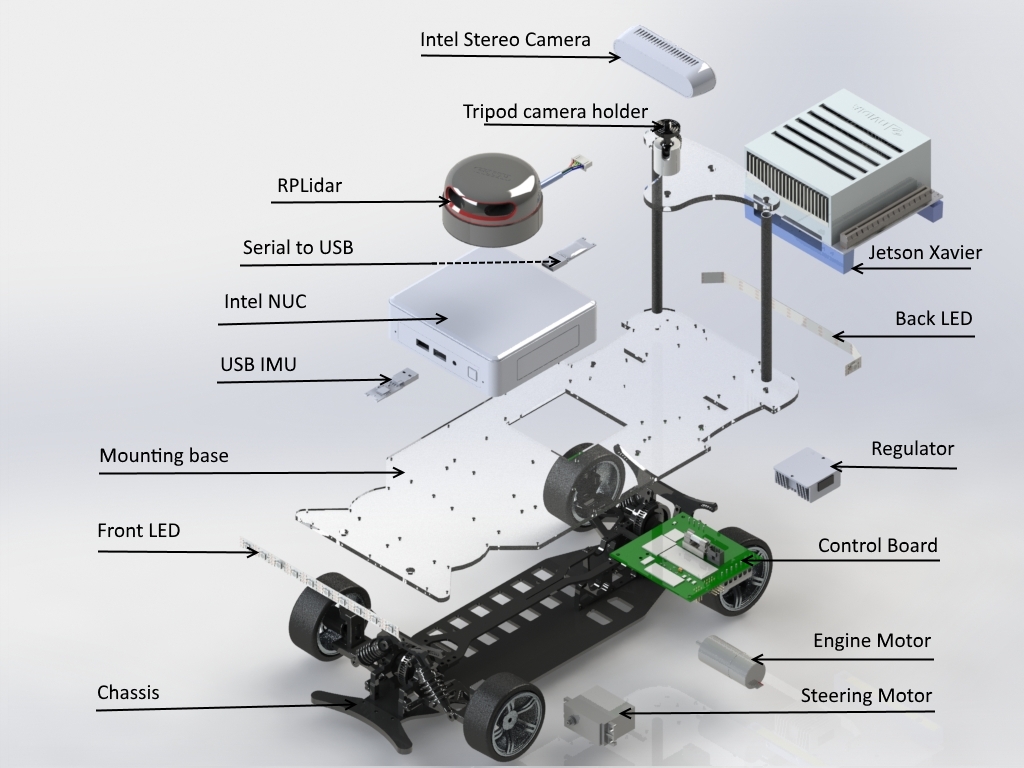 Intel Stereo Camera
Tripod camera holder
RPLidar
Serial to USB
Jetson Xavier
Intel NUC
Back LED
USB IMU
Mounting base
Regulator
Front LED
Control Board
Engine Motor
Chassis
Steering Motor